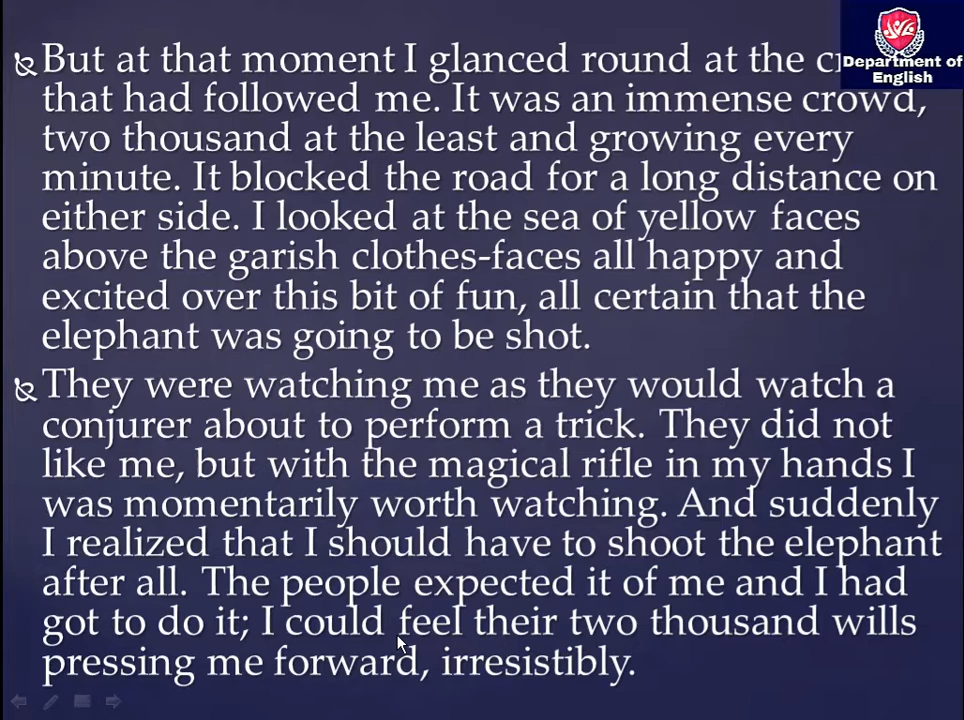 But at that moment I glanced round at the
that had followed me. It was an immense crowd,
two thousand at the least and growing every
minute. It blocked the road for a long distance on
either side. I looked at the sea of yellow faces
above the garish clothes-faces all happy and
excited over this bit of fun, all certain that the
elephant was going to be shot.
They were watching me as they would watch a
conjurer about to perform a trick. They did not
like me, but with the magical rifle in my hands I
was momentarily worth watching. And suddenly
I realized that I should have to shoot the elephant
after all. The people expected it of me and I had
got to do it; I could feel their two thousand wills
pressing me forward, irresistibly.
Department of
English